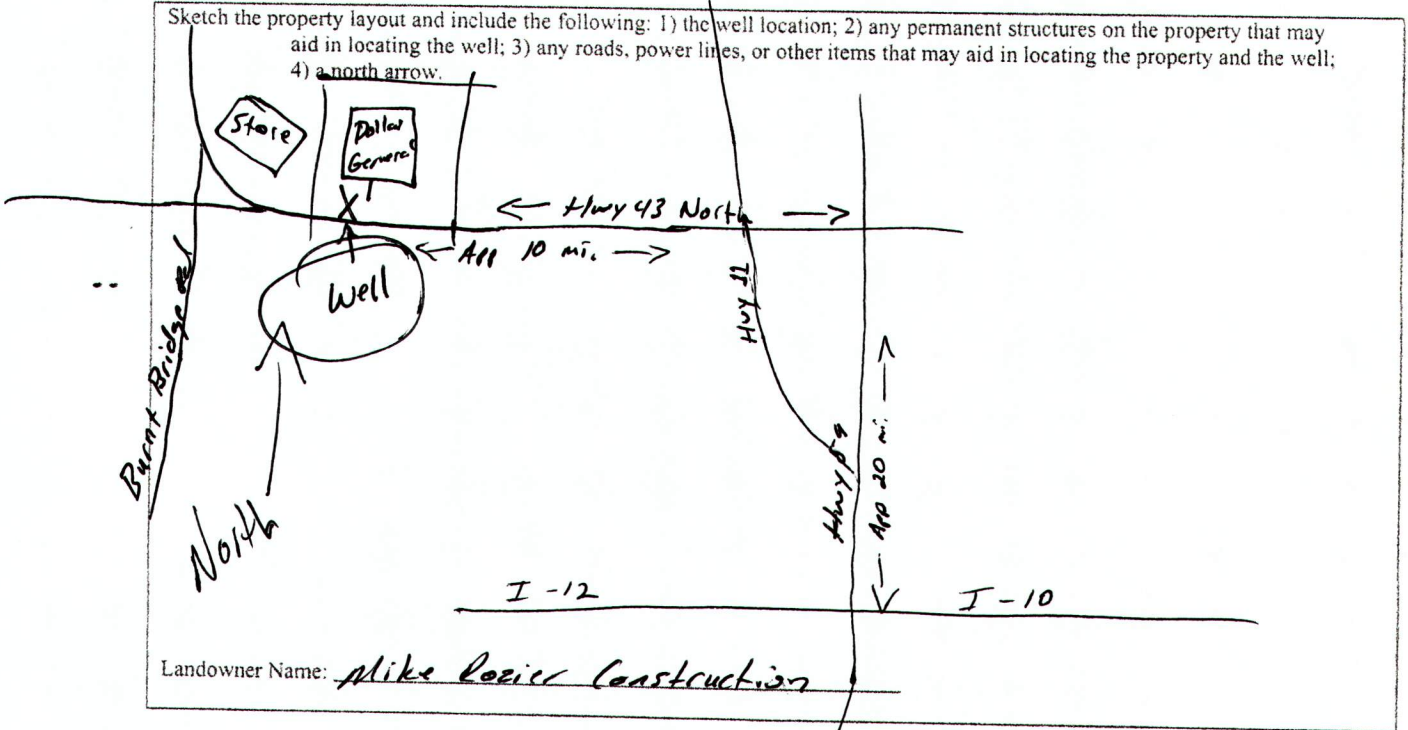 Sketch the property layout and include the following: 1) the well location; 2) any permanent structures on the property that may
aid in locating the well; 3) any roads, power lines, or other items that may aid in locating the property and the well;
4) a north arrow.
Store
Dollar
General
X
← Hwy 43 North →
← App 10 mi. →
Well
Hwy 11
Burnt Bridge Rd
North
Hwy 59
← App 20 mi. →
I-12
I-10
Landowner Name: Mike Rozier Construction